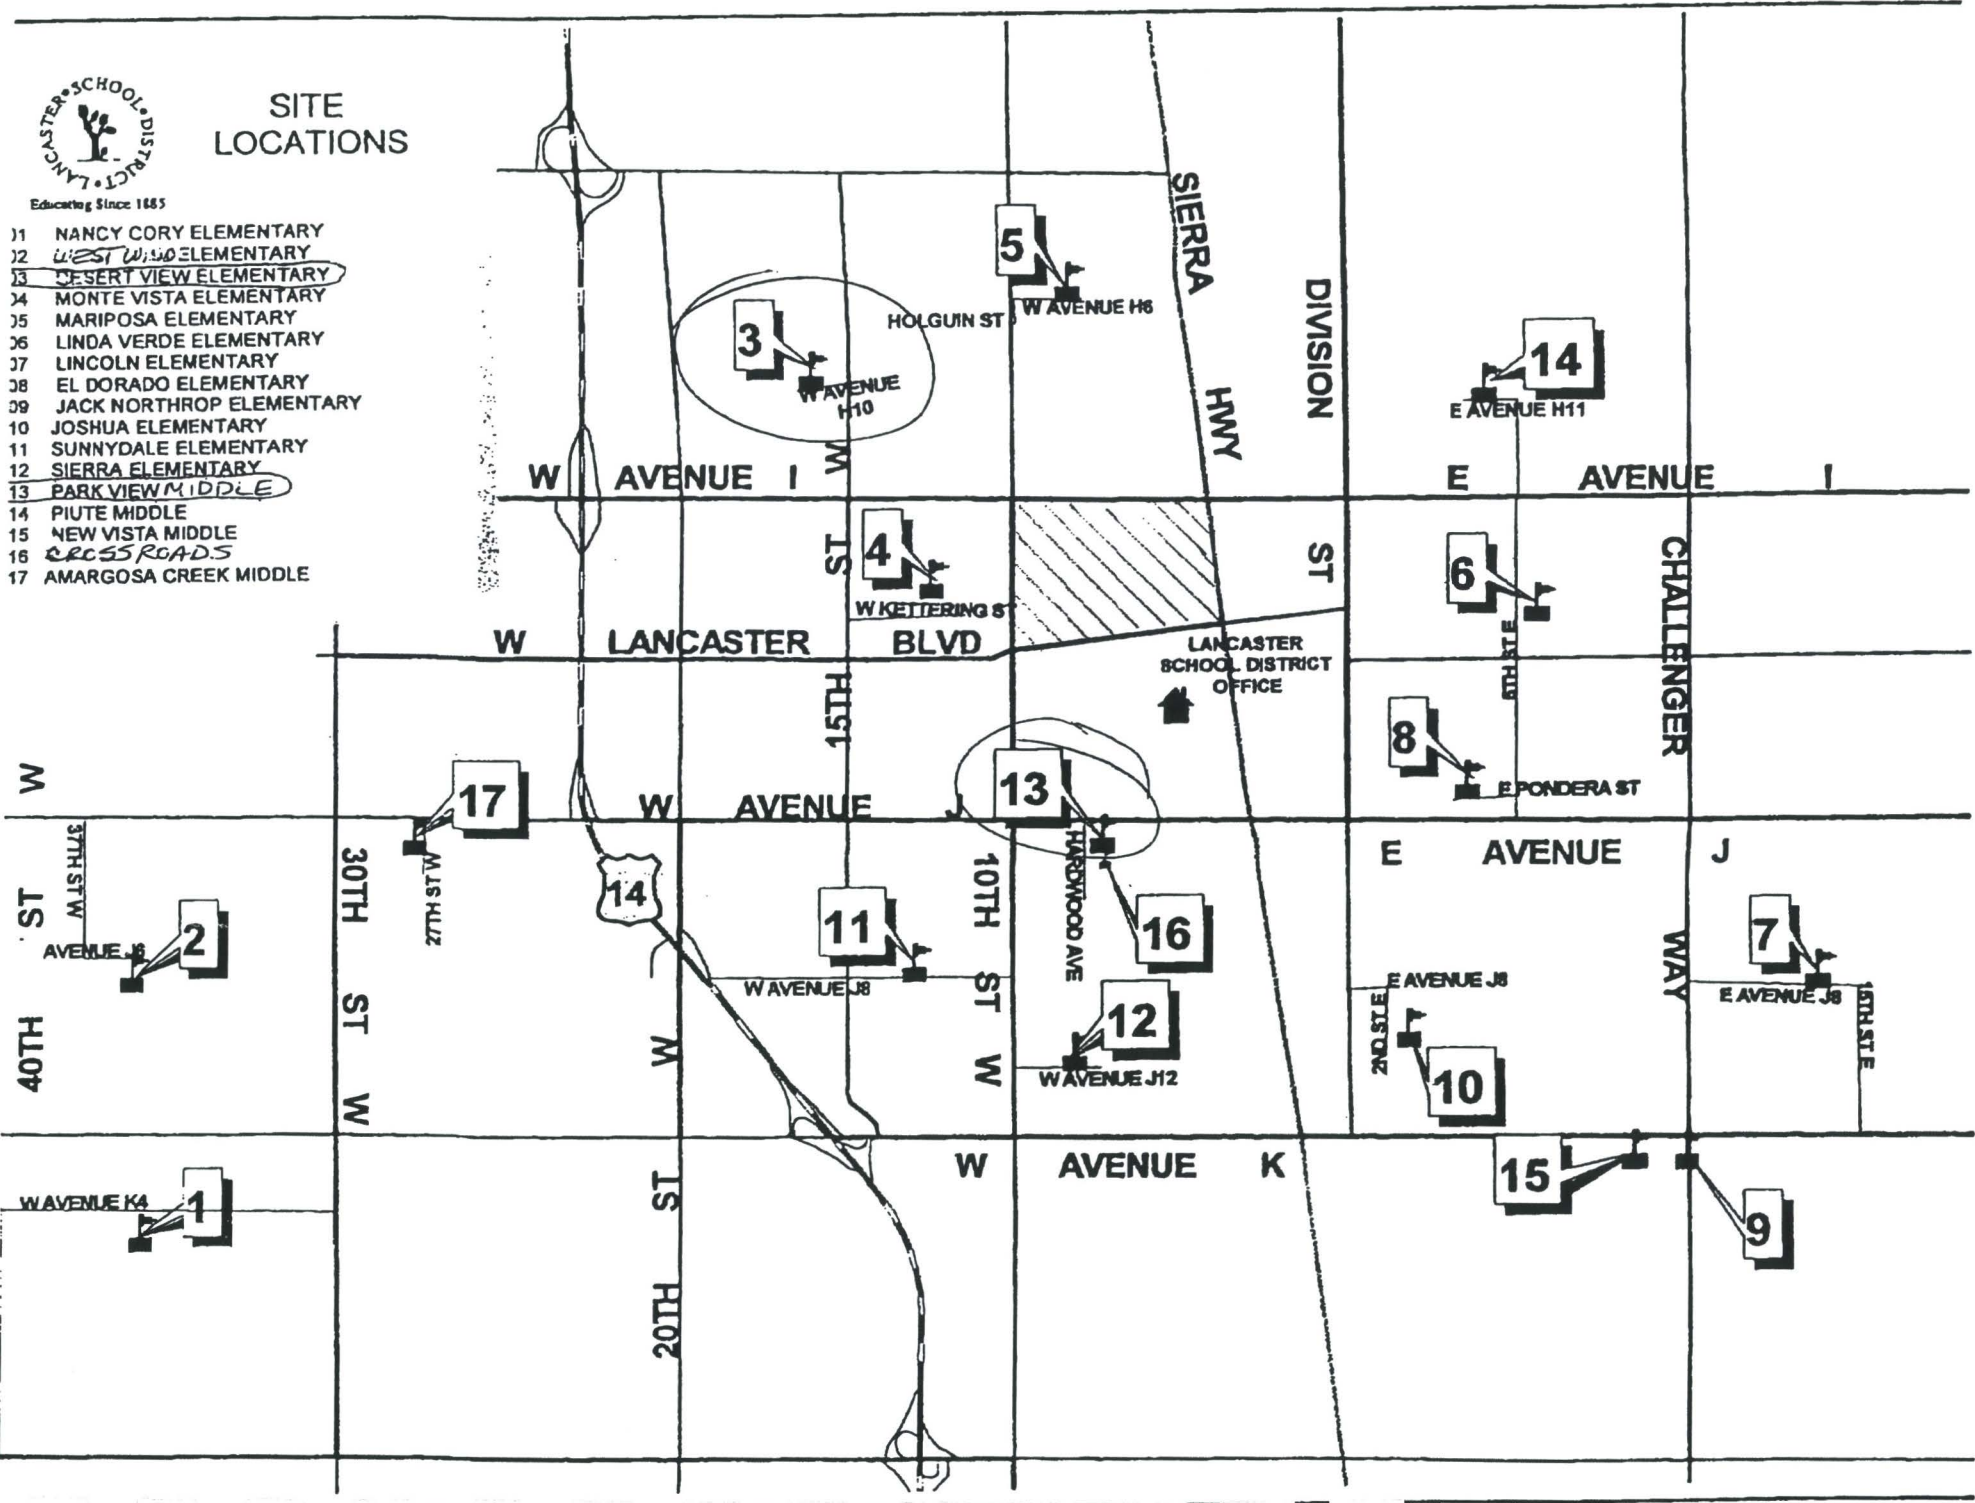 LANCASTER • SCHOOL • DISTRICT •
Educating Since 1885
SITE
LOCATIONS
01 NANCY CORY ELEMENTARY
02 WEST WIND ELEMENTARY
03 DESERT VIEW ELEMENTARY
04 MONTE VISTA ELEMENTARY
05 MARIPOSA ELEMENTARY
06 LINDA VERDE ELEMENTARY
07 LINCOLN ELEMENTARY
08 EL DORADO ELEMENTARY
09 JACK NORTHROP ELEMENTARY
10 JOSHUA ELEMENTARY
11 SUNNYDALE ELEMENTARY
12 SIERRA ELEMENTARY
13 PARK VIEW MIDDLE
14 PIUTE MIDDLE
15 NEW VISTA MIDDLE
16 CROSSROADS
17 AMARGOSA CREEK MIDDLE
SIERRA HWY
DIVISION ST
5
W AVENUE H6
HOLGUIN ST
3
W AVENUE
H10
14
E AVENUE H11
W AVENUE I
E AVENUE I
15TH ST W
4
W KETTERING ST
6
6TH ST E
CHALLENGER WAY
W LANCASTER BLVD
LANCASTER
SCHOOL DISTRICT
OFFICE
8
E PONDERA ST
17
13
W AVENUE J
E AVENUE J
40TH ST W
37TH ST W
30TH ST W
27TH ST W
14
2
AVENUE J6
11
W AVENUE J8
10TH ST W
HARDWOOD AVE
16
12
W AVENUE J12
E AVENUE J8
2ND ST E
10
7
E AVENUE J8
15TH ST E
20TH ST W
W AVENUE K
15
9
W AVENUE K4
1